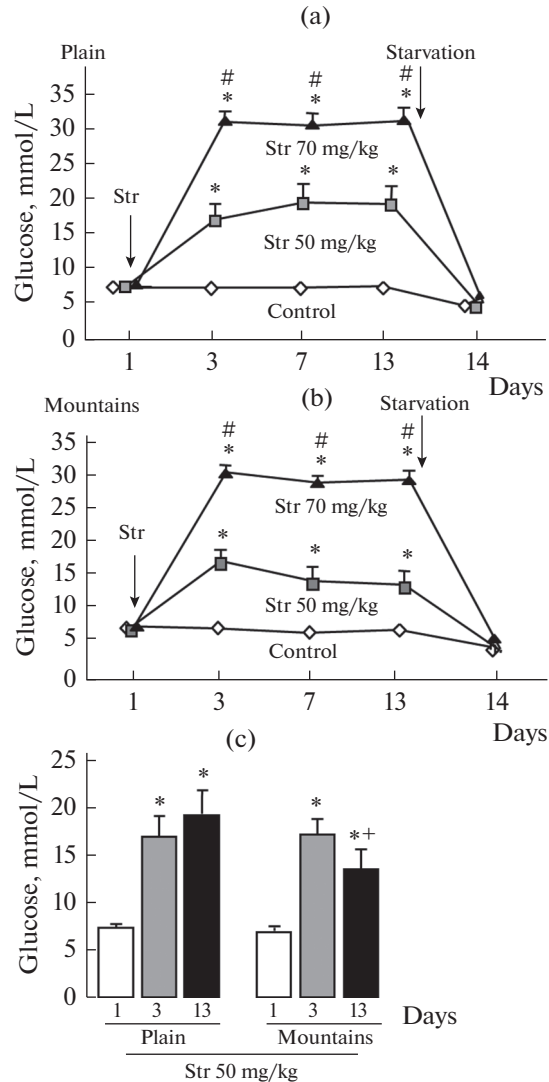 (a)
Plain
Starvation
Glucose, mmol/L
35
30
25
20
15
10
5
0
#
*
#
*
#
*
Str 70 mg/kg
Str
*
*
*
Str 50 mg/kg
Control
1 3 7 13 14
Days
(b)
Mountains
Starvation
Glucose, mmol/L
35
30
25
20
15
10
5
0
#
*
#
*
#
*
Str 70 mg/kg
Str
*
*
*
Str 50 mg/kg
Control
1 3 7 13 14
Days
(c)
Glucose, mmol/L
25
20
15
10
5
0
*
*
*
*+
1 3 13 1 3 13 Days
Plain Mountains
Str 50 mg/kg